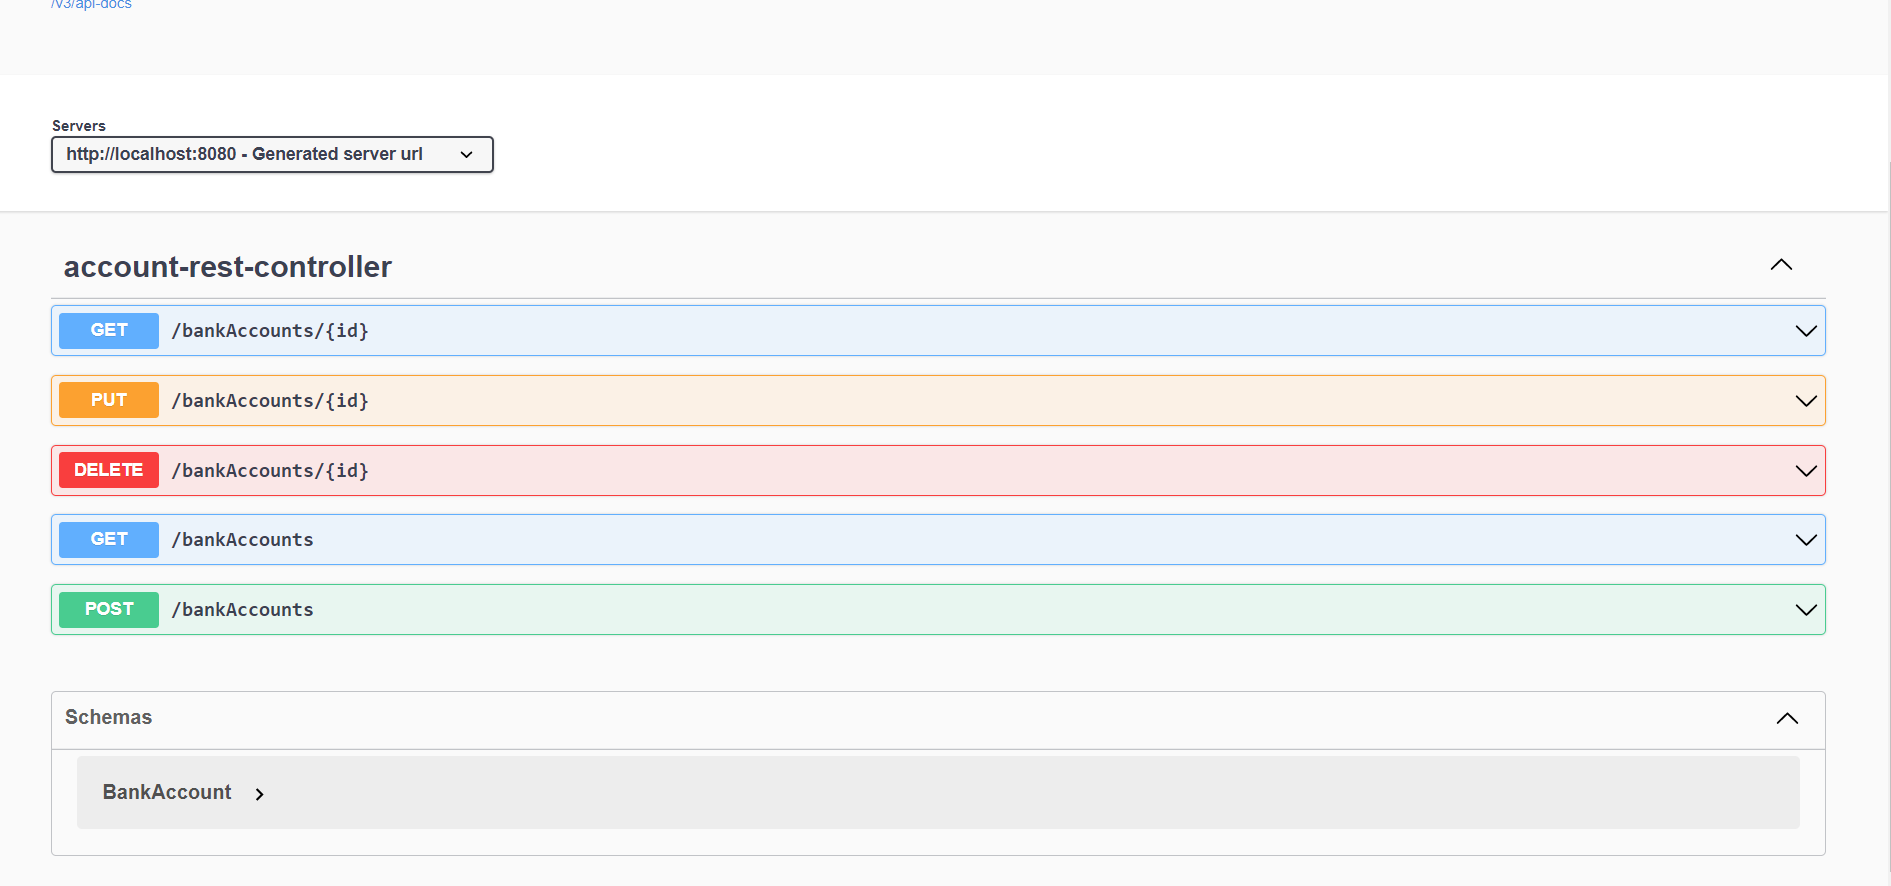 /v3/api-docs
Servers
http://localhost:8080 - Generated server url
account-rest-controller
GET /bankAccounts/{id}
PUT /bankAccounts/{id}
DELETE /bankAccounts/{id}
GET /bankAccounts
POST /bankAccounts
Schemas
BankAccount